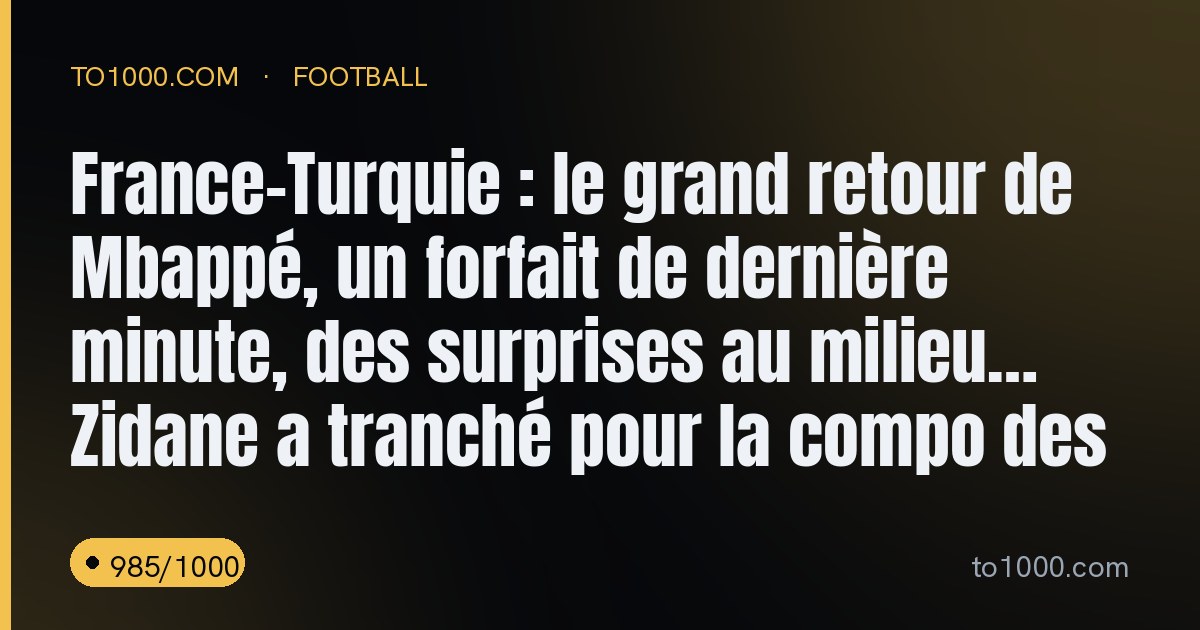 TO1000.COM · FOOTBALL
France-Turquie : le grand retour de
Mbappé, un forfait de dernière
minute, des surprises au milieu...
Zidane a tranché pour la compo des
985/1000
to1000.com